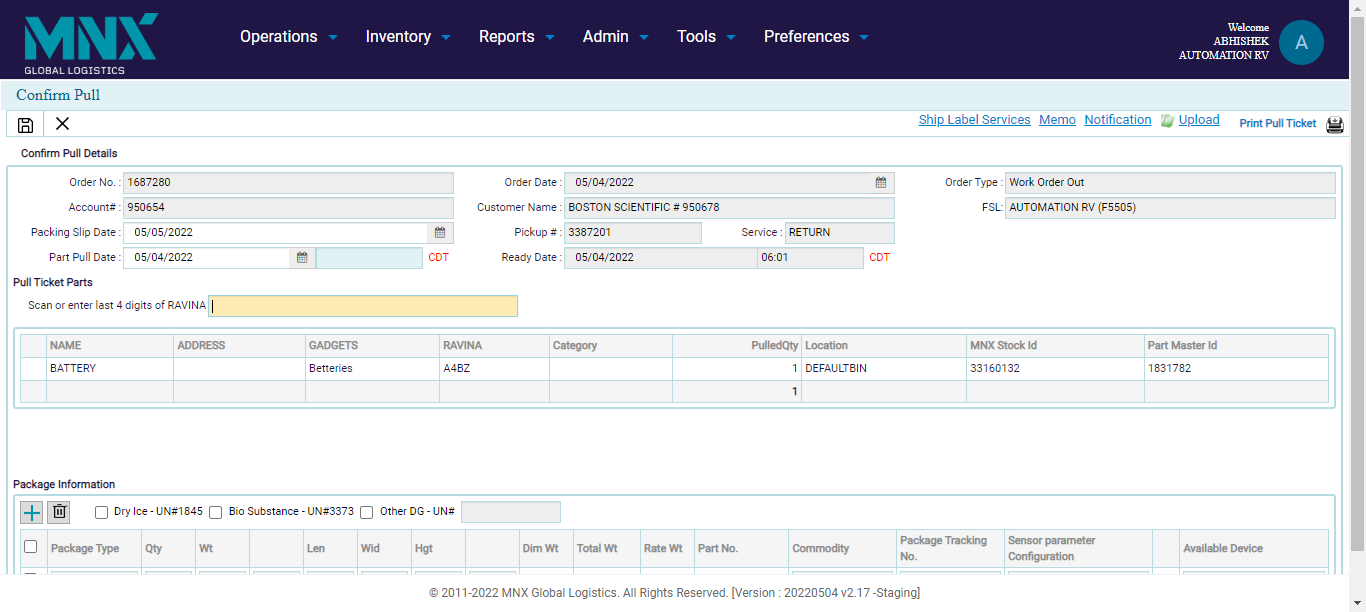 MNX
GLOBAL LOGISTICS
Operations Inventory Reports Admin Tools Preferences
Welcome
ABHISHEK
AUTOMATION RV
A
Confirm Pull
Ship Label Services Memo Notification Upload Print Pull Ticket
Confirm Pull Details
Order No. : 1687280 Order Date : 05/04/2022 Order Type : Work Order Out
Account# : 950654 Customer Name : BOSTON SCIENTIFIC # 950678 FSL: AUTOMATION RV (F5505)
Packing Slip Date : 05/05/2022 Pickup # : 3387201 Service : RETURN
Part Pull Date : 05/04/2022 CDT Ready Date : 05/04/2022 06:01 CDT
Pull Ticket Parts
Scan or enter last 4 digits of RAVINA
NAME ADDRESS GADGETS RAVINA Category PulledQty Location MNX Stock Id Part Master Id
BATTERY Betteries A4BZ 1 DEFAULTBIN 33160132 1831782
1
Package Information
Dry Ice - UN#1845 Bio Substance - UN#3373 Other DG - UN#
Package Type Qty Wt Len Wid Hgt Dim Wt Total Wt Rate Wt Part No. Commodity Package Tracking No. Sensor parameter Configuration Available Device
© 2011-2022 MNX Global Logistics. All Rights Reserved. [Version : 20220504 v2.17 -Staging]